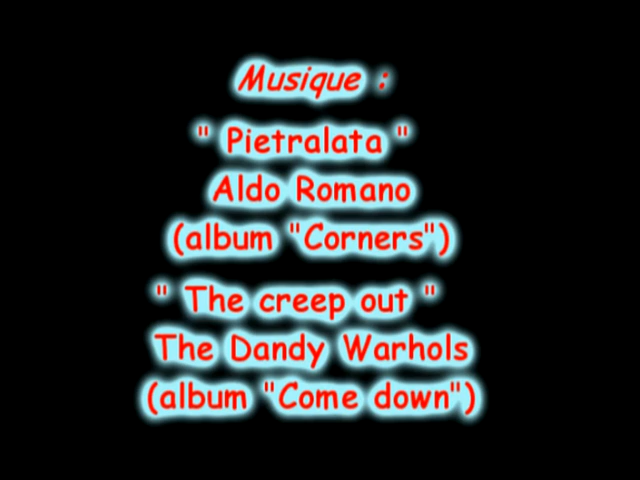 Musique :
" Pietralata "
Aldo Romano
(album "Corners")
" The creep out "
The Dandy Warhols
(album "Come down")